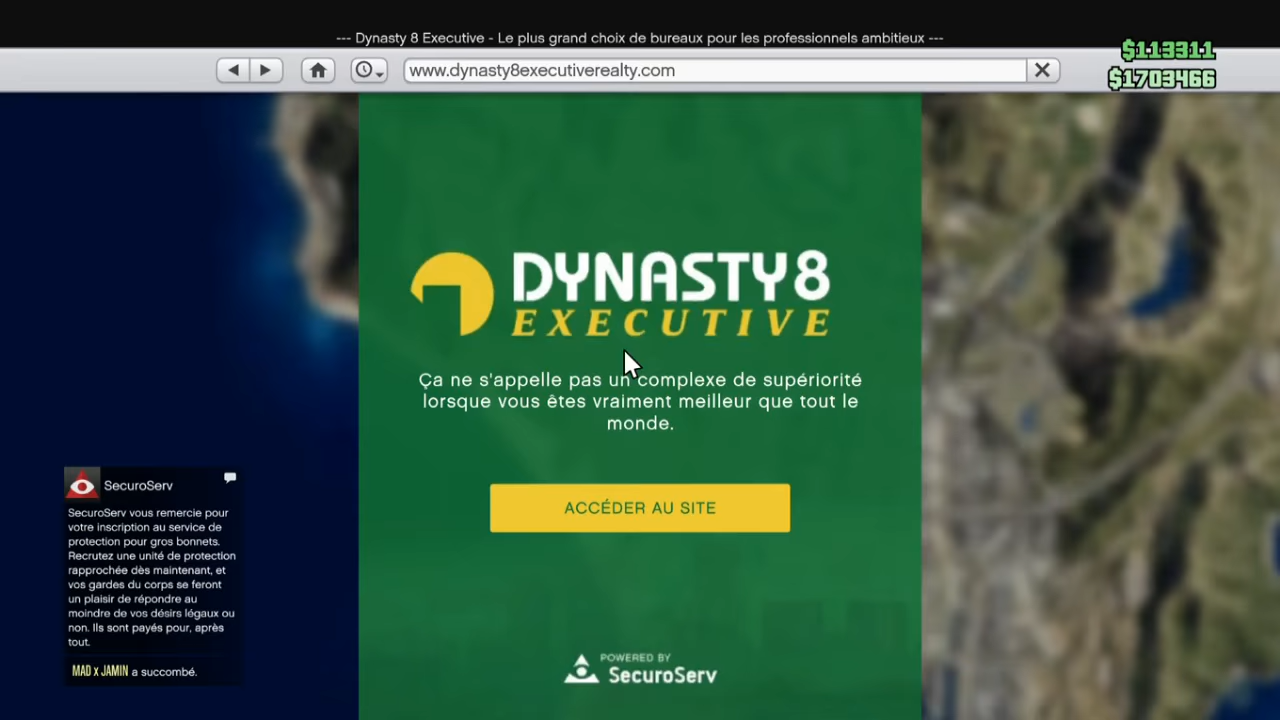 --- Dynasty 8 Executive - Le plus grand choix de bureaux pour les professionnels ambitieux ---
$113311
www.dynasty8executiverealty.com
$1703466
DYNASTY 8
EXECUTIVE
Ça ne s'appelle pas un complexe de supériorité
lorsque vous êtes vraiment meilleur que tout le
monde.
ACCÉDER AU SITE
SecuroServ
SecuroServ vous remercie pour
votre inscription au service de
protection pour gros bonnets.
Recrutez une unité de protection
rapprochée dès maintenant, et
vos gardes du corps se feront
un plaisir de répondre au
moindre de vos désirs légaux ou
non. Ils sont payés pour, après
tout.
MAD x JAMIN a succombé.
POWERED BY
SecuroServ